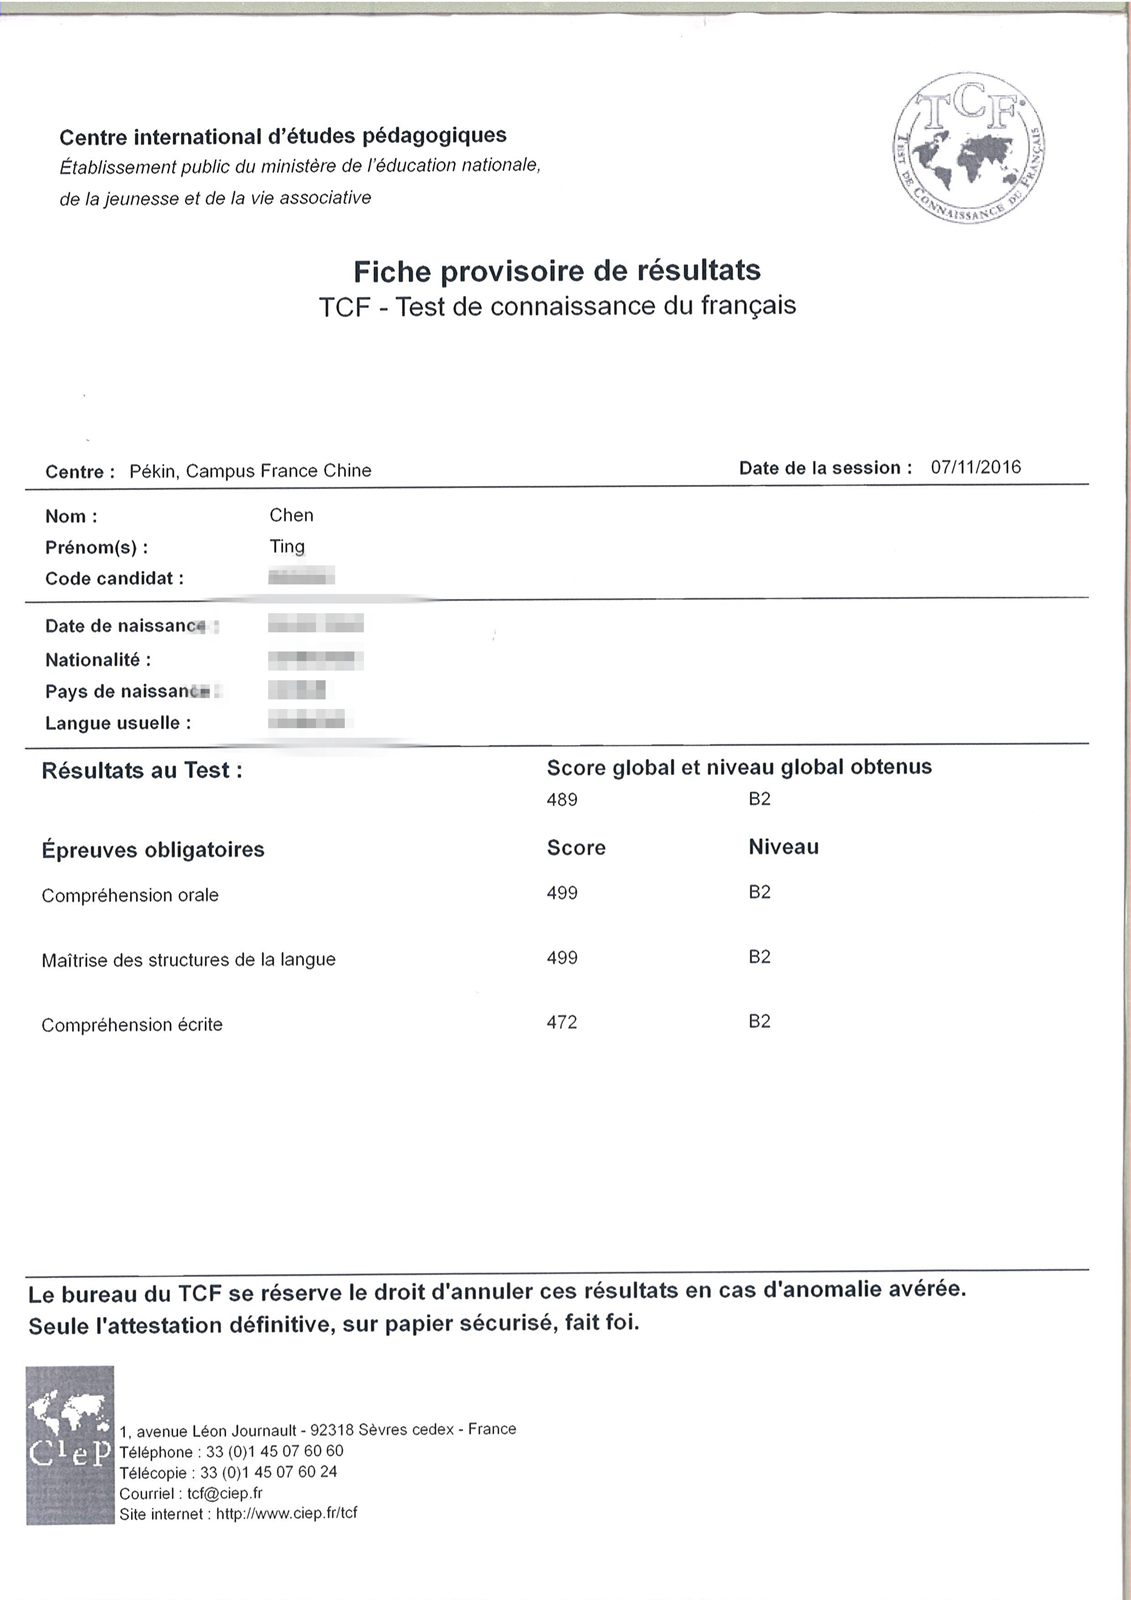 TCF
TEST DE CONNAISSANCE DU FRANÇAIS
Centre international d'études pédagogiques
Établissement public du ministère de l'éducation nationale,
de la jeunesse et de la vie associative
Fiche provisoire de résultats
TCF - Test de connaissance du français
Centre : Pékin, Campus France Chine Date de la session : 07/11/2016
Nom : Chen
Prénom(s) : Ting
Code candidat :
Date de naissance :
Nationalité :
Pays de naissance :
Langue usuelle :
Résultats au Test : Score global et niveau global obtenus
489 B2
Épreuves obligatoires Score Niveau
Compréhension orale 499 B2
Maîtrise des structures de la langue 499 B2
Compréhension écrite 472 B2
Le bureau du TCF se réserve le droit d'annuler ces résultats en cas d'anomalie avérée.
Seule l'attestation définitive, sur papier sécurisé, fait foi.
CIEP
1, avenue Léon Journault - 92318 Sèvres cedex - France
Téléphone : 33 (0)1 45 07 60 60
Télécopie : 33 (0)1 45 07 60 24
Courriel : tcf@ciep.fr
Site internet : http://www.ciep.fr/tcf